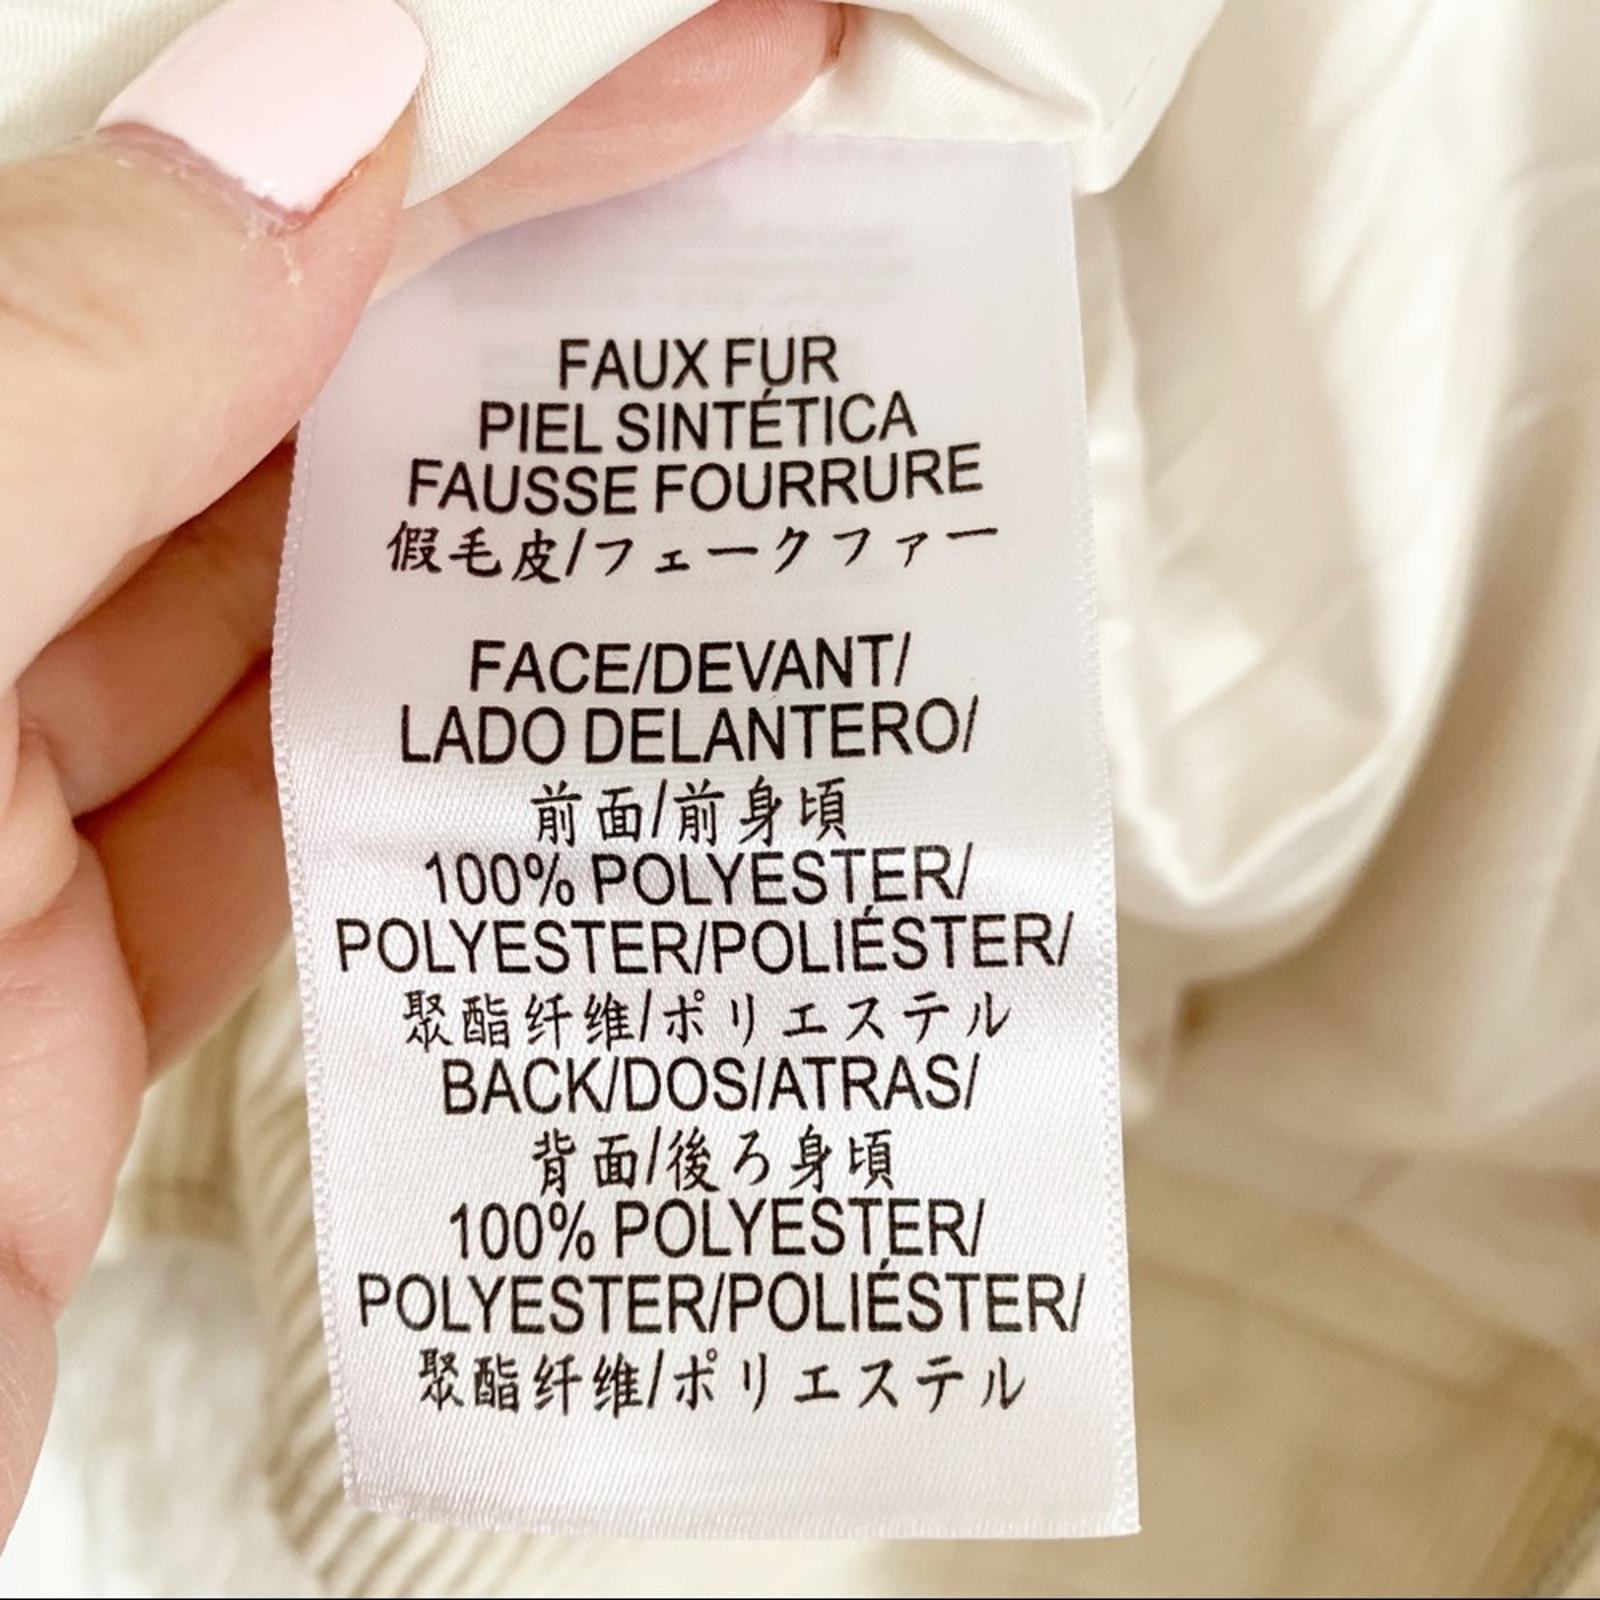 FAUX FUR
PIEL SINTÉTICA
FAUSSE FOURRURE
假毛皮/フェークファー
FACE/DEVANT/
LADO DELANTERO/
前面/前身頃
100% POLYESTER/
POLYESTER/POLIÉSTER/
聚酯纤维/ポリエステル
BACK/DOS/ATRAS/
背面/後ろ身頃
100% POLYESTER/
POLYESTER/POLIÉSTER/
聚酯纤维/ポリエステル